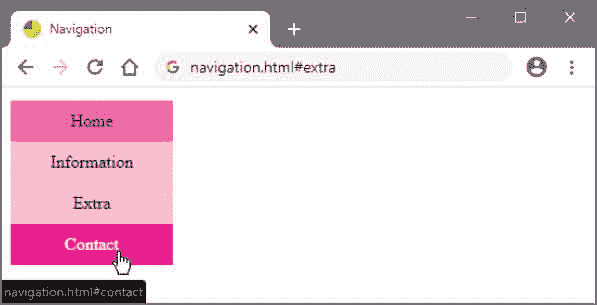 Navigation
navigation.html#extra
Home
Information
Extra
Contact
navigation.html#contact